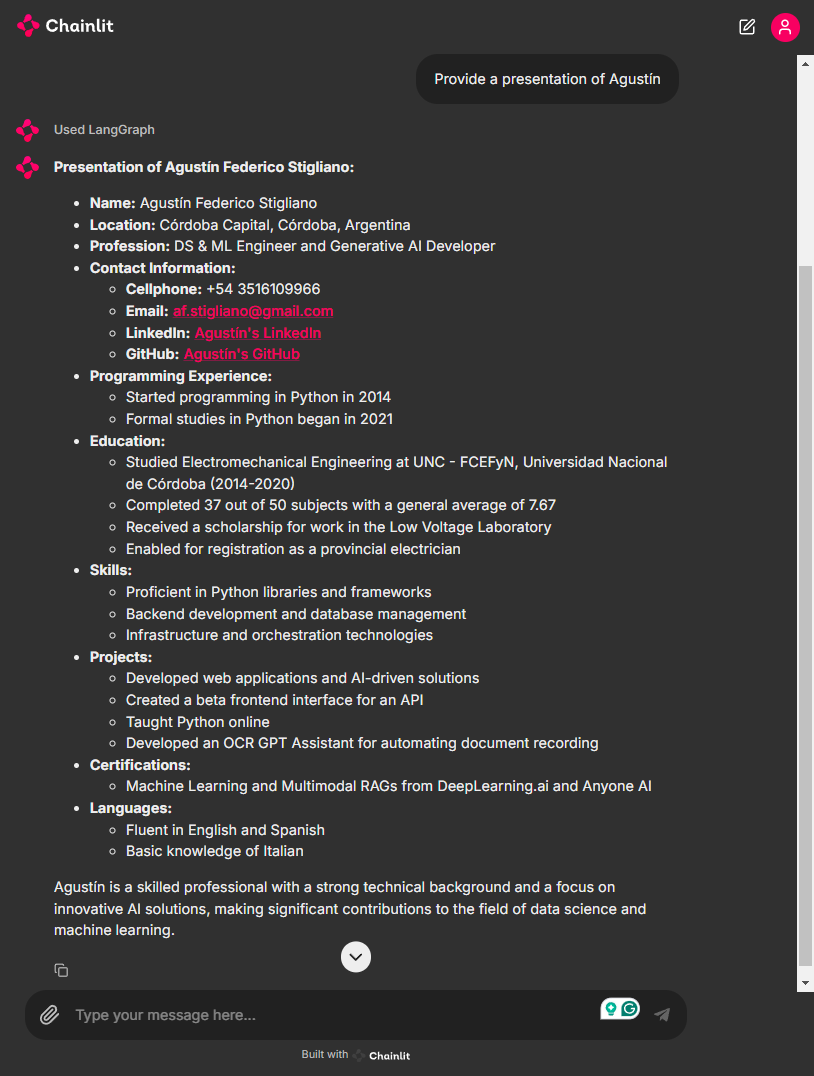 Chainlit
Provide a presentation of Agustín
Used LangGraph
Presentation of Agustín Federico Stigliano:
• Name: Agustín Federico Stigliano
• Location: Córdoba Capital, Córdoba, Argentina
• Profession: DS & ML Engineer and Generative AI Developer
• Contact Information:
◦ Cellphone: +54 3516109966
◦ Email: af.stigliano@gmail.com
◦ LinkedIn: Agustín's LinkedIn
◦ GitHub: Agustín's GitHub
• Programming Experience:
◦ Started programming in Python in 2014
◦ Formal studies in Python began in 2021
• Education:
◦ Studied Electromechanical Engineering at UNC - FCEFyN, Universidad Nacional
de Córdoba (2014-2020)
◦ Completed 37 out of 50 subjects with a general average of 7.67
◦ Received a scholarship for work in the Low Voltage Laboratory
◦ Enabled for registration as a provincial electrician
• Skills:
◦ Proficient in Python libraries and frameworks
◦ Backend development and database management
◦ Infrastructure and orchestration technologies
• Projects:
◦ Developed web applications and AI-driven solutions
◦ Created a beta frontend interface for an API
◦ Taught Python online
◦ Developed an OCR GPT Assistant for automating document recording
• Certifications:
◦ Machine Learning and Multimodal RAGs from DeepLearning.ai and Anyone AI
• Languages:
◦ Fluent in English and Spanish
◦ Basic knowledge of Italian
Agustín is a skilled professional with a strong technical background and a focus on
innovative AI solutions, making significant contributions to the field of data science and
machine learning.
Type your message here...
Built with Chainlit